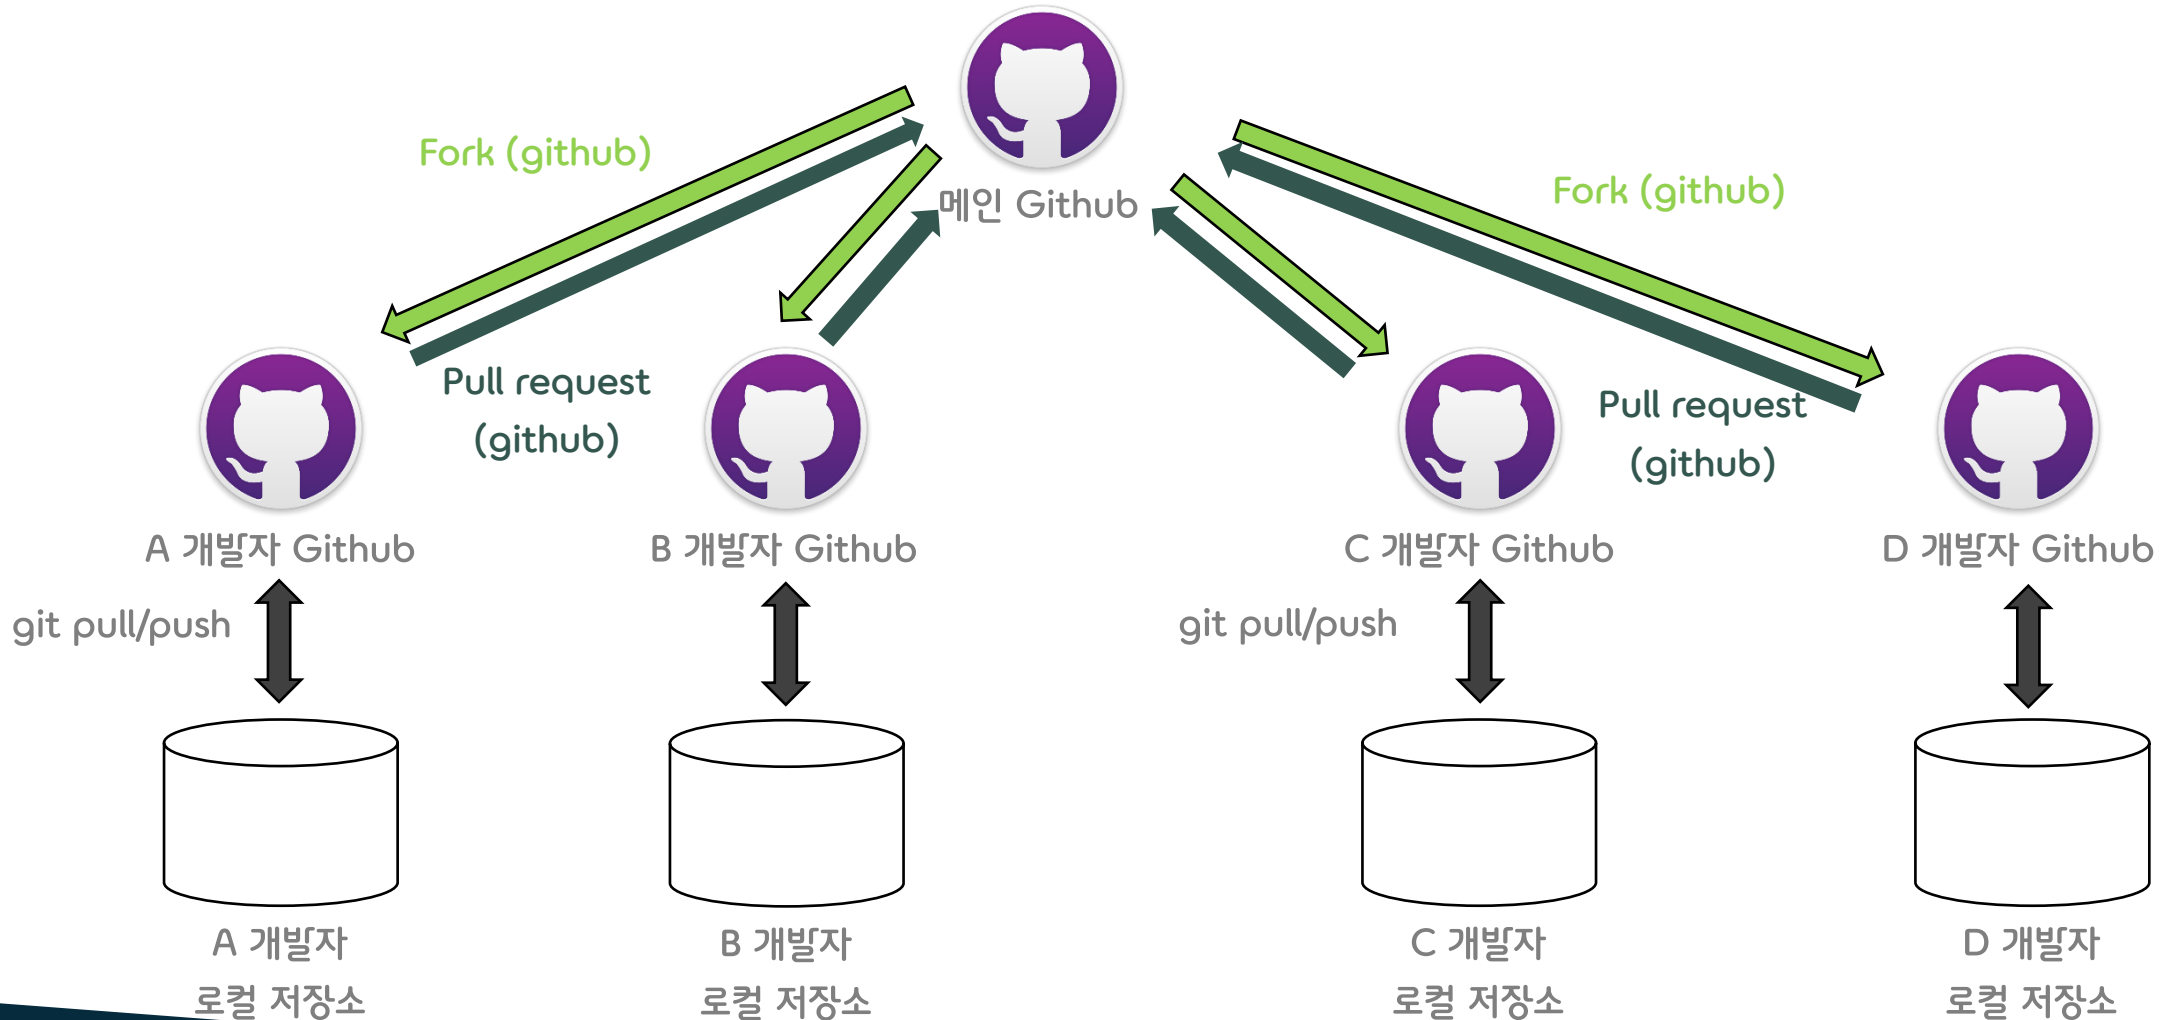 메인 Github
Fork (github)
Fork (github)
Pull request
(github)
Pull request
(github)
A 개발자 Github
B 개발자 Github
C 개발자 Github
D 개발자 Github
git pull/push
git pull/push
A 개발자
로컬 저장소
B 개발자
로컬 저장소
C 개발자
로컬 저장소
D 개발자
로컬 저장소